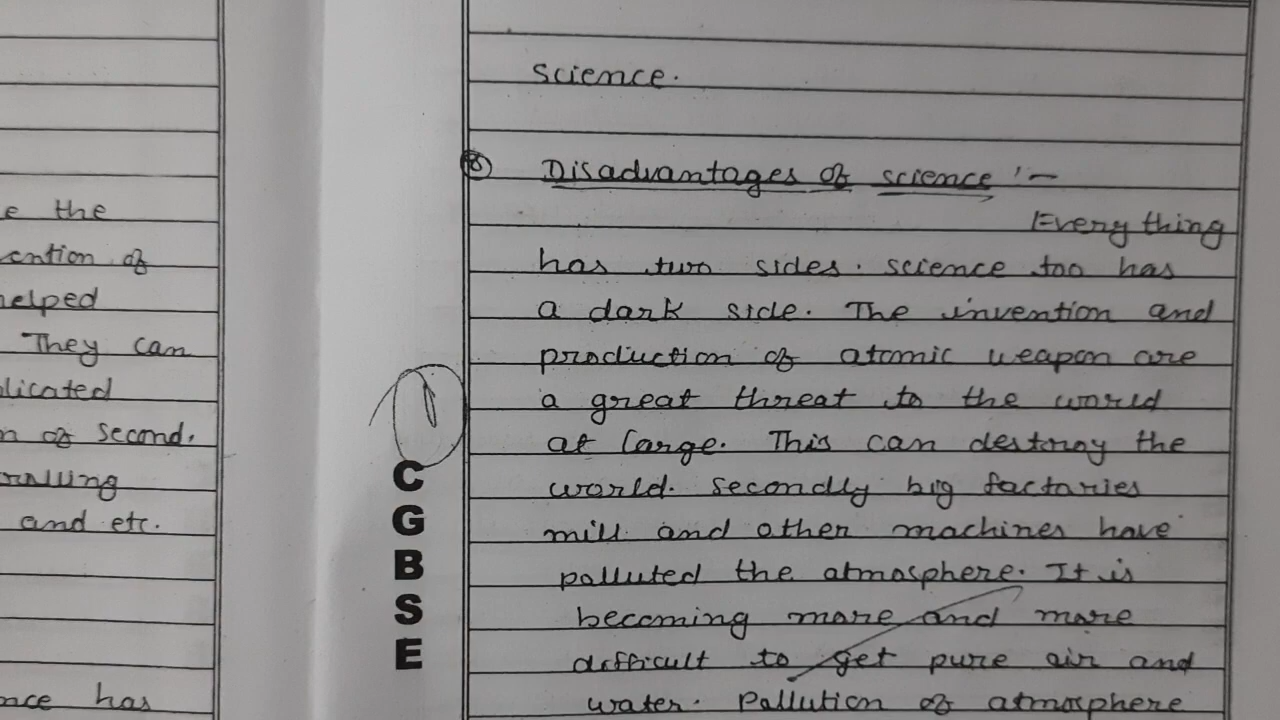 e the
ention of
helped
They can
licated
n of second.
rolling
and etc.
nce has
C
G
B
S
E
science.
8) Disadvantages of science :-
Everything
has two sides. science too has
a dark side. The invention and
production of atomic weapon are
a great threat to the world
at large. This can destroy the
world. secondly big factories
mill and other machines have
polluted the atmosphere. It is
becoming more and more
difficult to get pure air and
water. Pollution of atmosphere